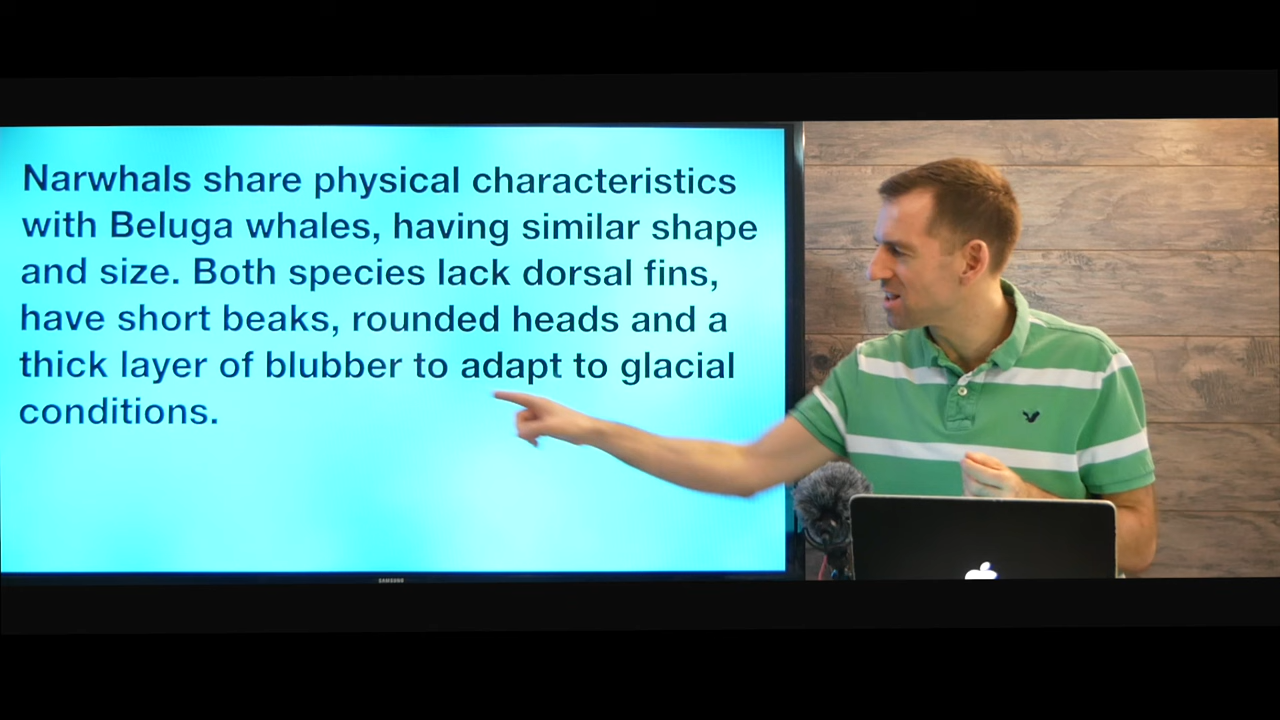 Narwhals share physical characteristics
with Beluga whales, having similar shape
and size. Both species lack dorsal fins,
have short beaks, rounded heads and a
thick layer of blubber to adapt to glacial
conditions.
SAMSUNG